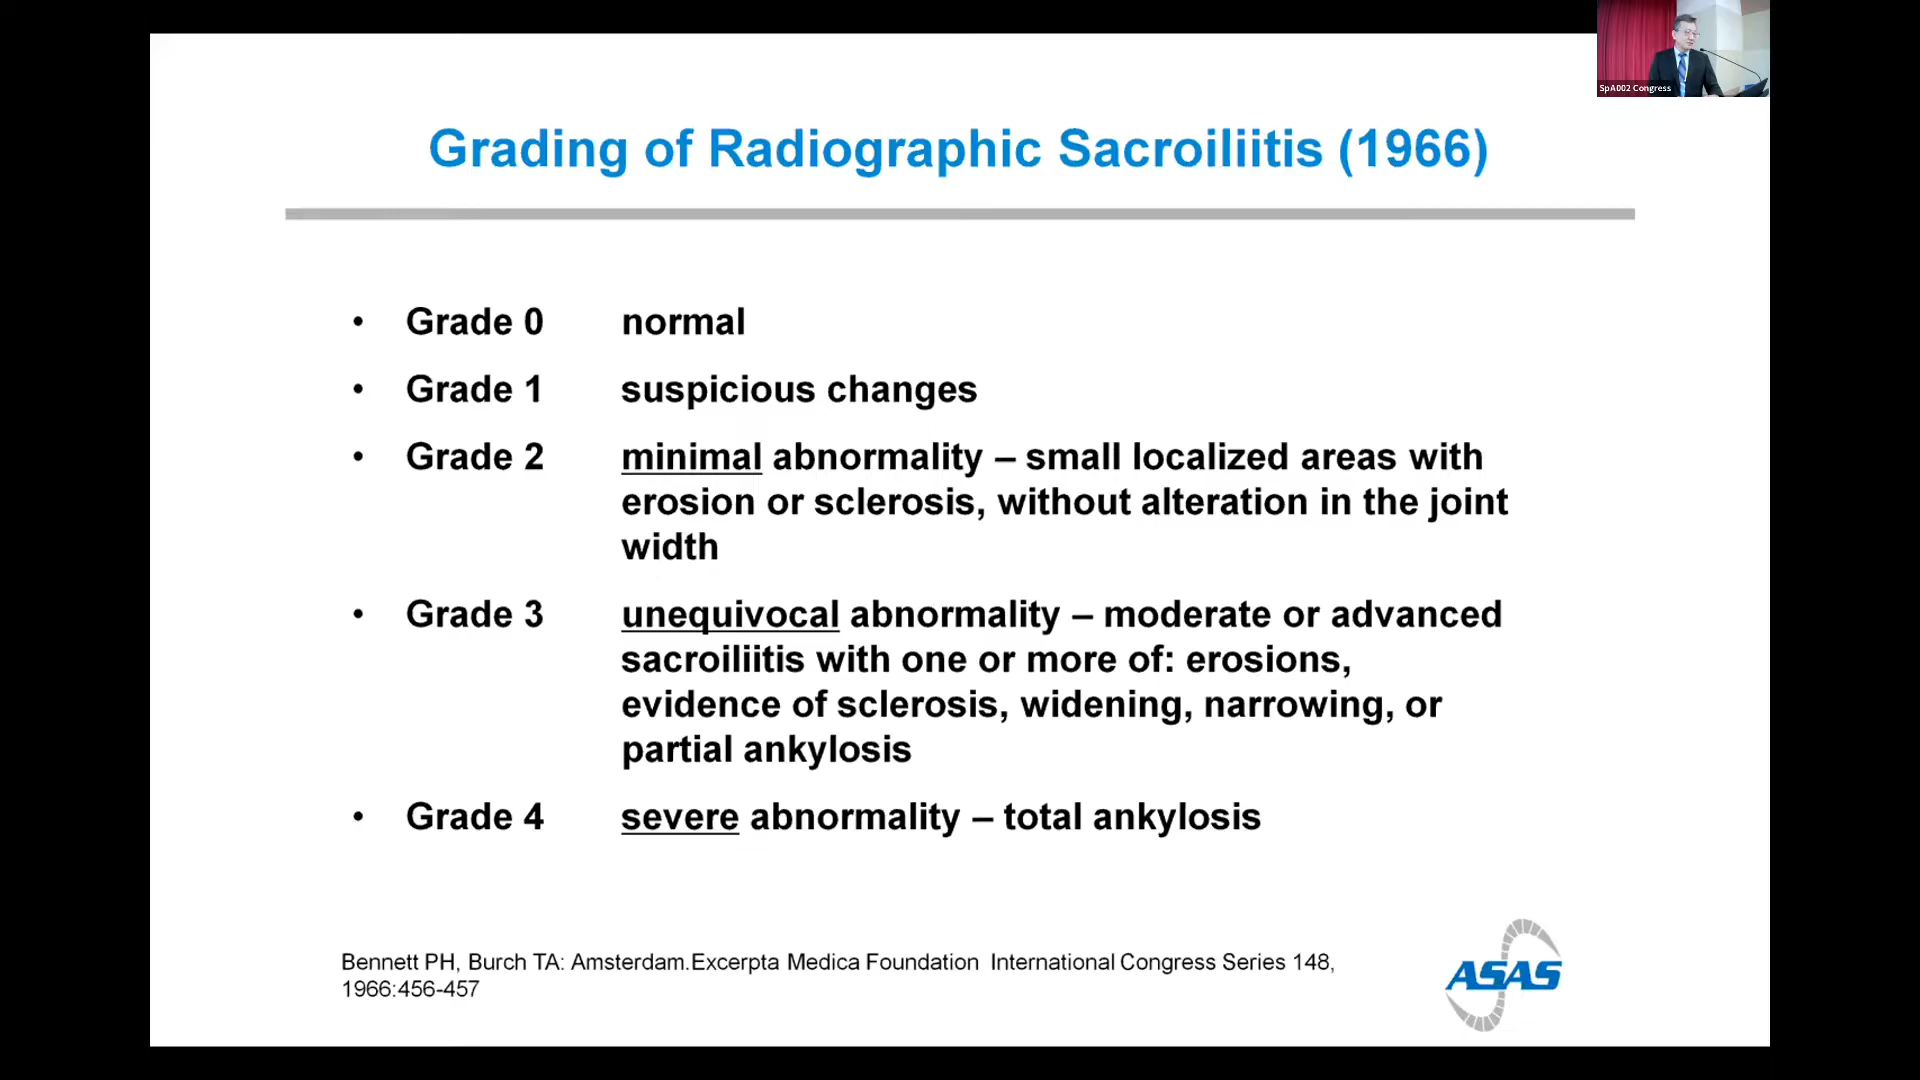 SpA002 Congress
Grading of Radiographic Sacroiliitis (1966)
• Grade 0 normal
• Grade 1 suspicious changes
• Grade 2 minimal abnormality – small localized areas with
erosion or sclerosis, without alteration in the joint
width
• Grade 3 unequivocal abnormality – moderate or advanced
sacroiliitis with one or more of: erosions,
evidence of sclerosis, widening, narrowing, or
partial ankylosis
• Grade 4 severe abnormality – total ankylosis
Bennett PH, Burch TA: Amsterdam.Excerpta Medica Foundation International Congress Series 148,
1966:456-457
ASAS